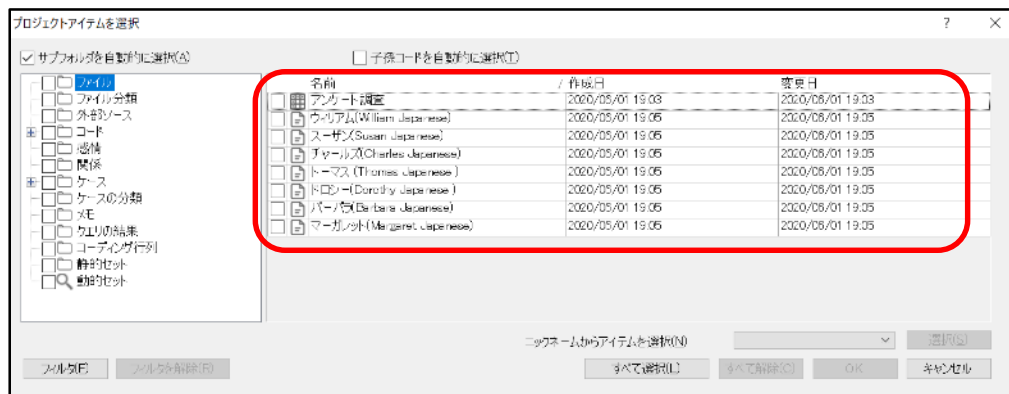 プロジェクトアイテムを選択
サブフォルダを自動的に選択(A)
子孫コードを自動的に選択(T)
ファイル
ファイル分類
外部ソース
コード
感情
関係
ケース
ケースの分類
メモ
クエリの結果
コーディング行列
静的セット
動的セット
名前 / 作成日 変更日
アンケート調査 2020/06/01 19:03 2020/06/01 19:03
ウィリアム(William Japanese) 2020/06/01 19:05 2020/06/01 19:05
スーザン(Susan Japanese) 2020/06/01 19:05 2020/06/01 19:05
チャールズ(Charles Japanese) 2020/06/01 19:05 2020/06/01 19:05
トーマス (Thomas Japanese ) 2020/06/01 19:05 2020/06/01 19:05
ドロシー(Dorothy Japanese ) 2020/06/01 19:05 2020/06/01 19:05
バーバラ(Barbara Japanese) 2020/06/01 19:05 2020/06/01 19:05
マーガレット(Margaret Japanese) 2020/06/01 19:05 2020/06/01 19:05
ニックネームからアイテムを選択(N) 選択(S)
フィルタ(F) フィルタを解除(R) すべて選択(L) すべて解除(C) OK キャンセル